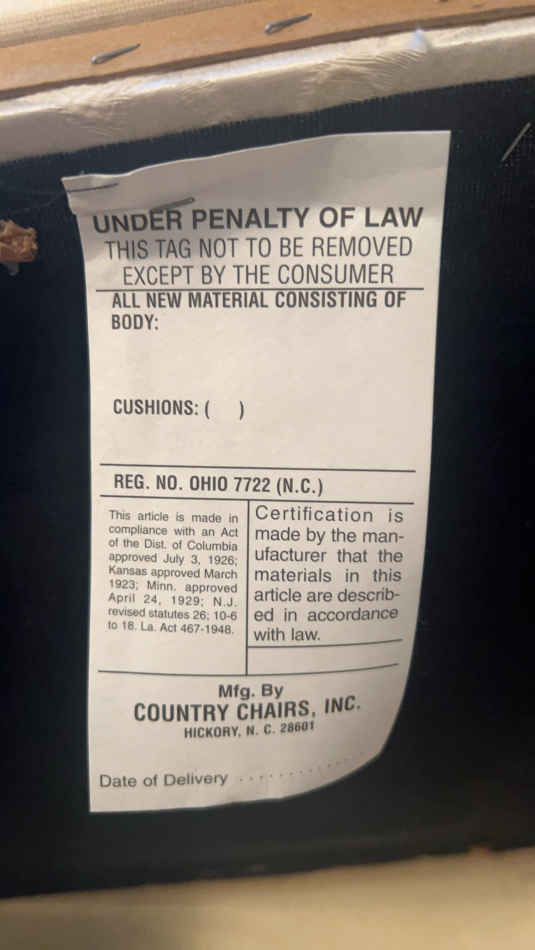 UNDER PENALTY OF LAW
THIS TAG NOT TO BE REMOVED
EXCEPT BY THE CONSUMER
ALL NEW MATERIAL CONSISTING OF
BODY:
CUSHIONS: ( )
REG. NO. OHIO 7722 (N.C.)
This article is made in
compliance with an Act
of the Dist. of Columbia
approved July 3, 1926;
Kansas approved March
1923; Minn. approved
April 24, 1929; N.J.
revised statutes 26; 10-6
to 18. La. Act 467-1948.
Certification is
made by the man-
ufacturer that the
materials in this
article are describ-
ed in accordance
with law.
Mfg. By
COUNTRY CHAIRS, INC.
HICKORY, N. C. 28601
Date of Delivery . . . . . . . . . . . . . .